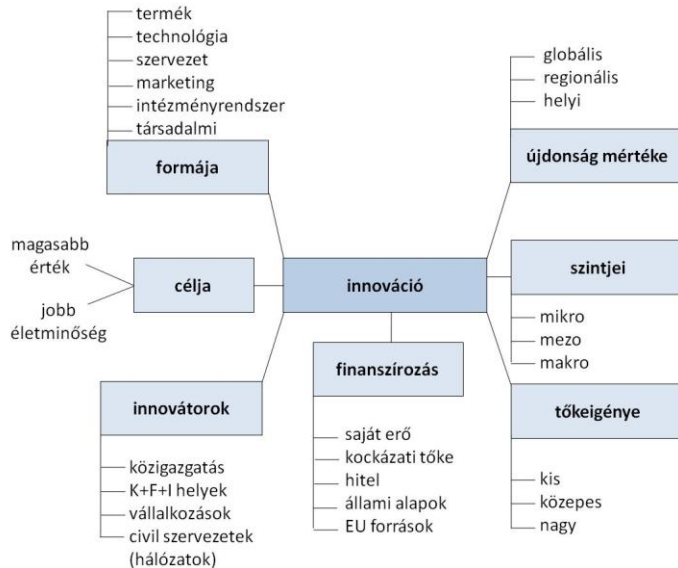 termék
technológia
szervezet
marketing
intézményrendszer
társadalmi
formája
globális
regionális
helyi
újdonság mértéke
magasabb
érték
jobb
életminőség
célja
innováció
szintjei
mikro
mezo
makro
innovátorok
közigazgatás
K+F+I helyek
vállalkozások
civil szervezetek
(hálózatok)
finanszírozás
saját erő
kockázati tőke
hitel
állami alapok
EU források
tőkeigénye
kis
közepes
nagy